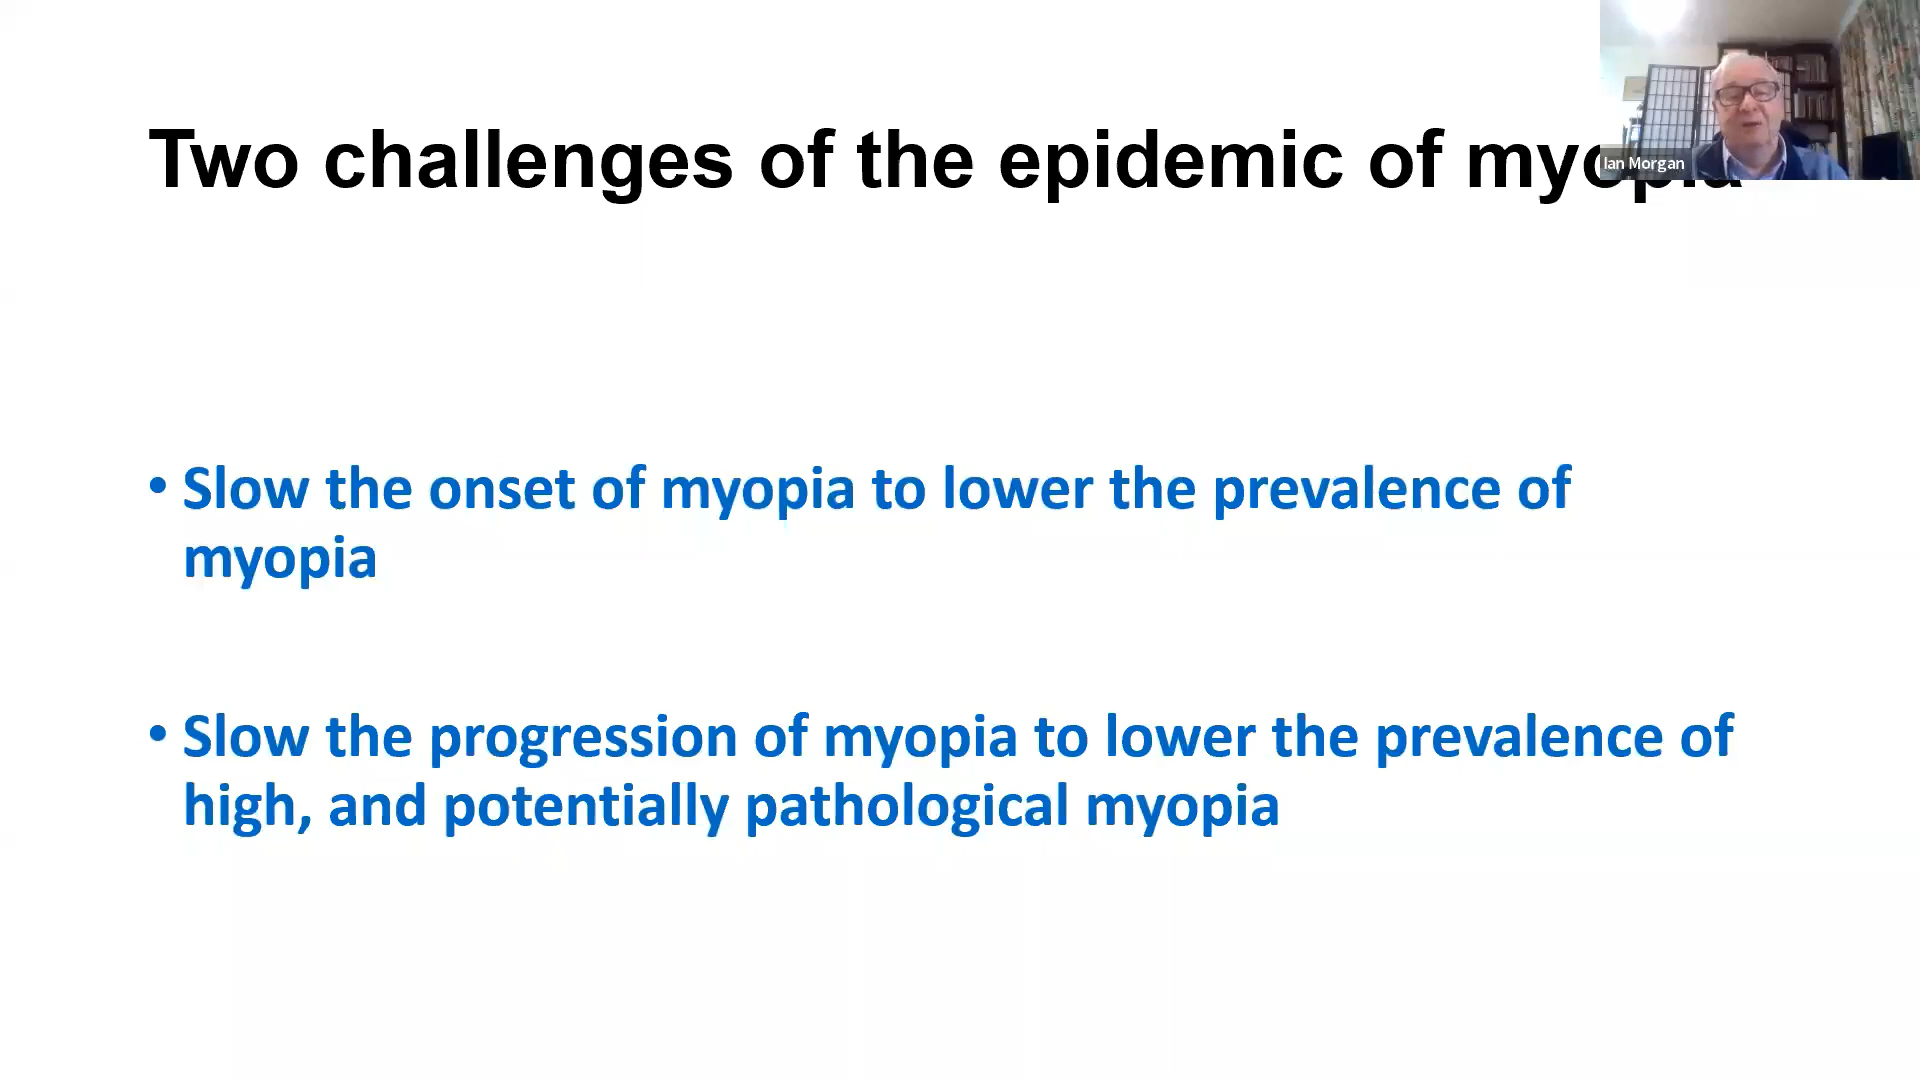 Two challenges of the epidemic of myopia
Ian Morgan
• Slow the onset of myopia to lower the prevalence of
myopia
• Slow the progression of myopia to lower the prevalence of
high, and potentially pathological myopia